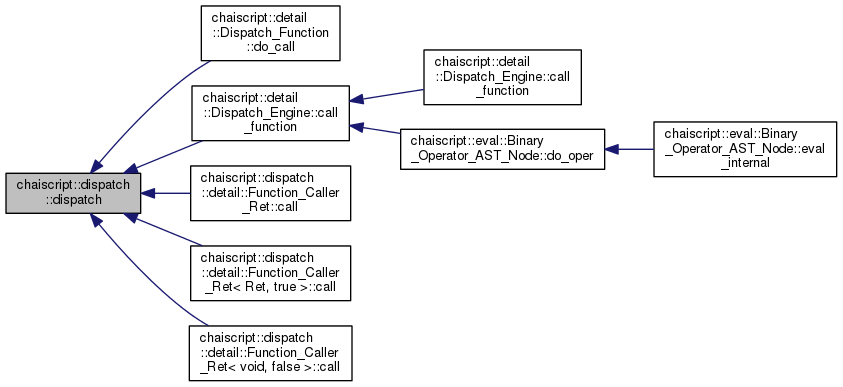 chaiscript::detail
::Dispatch_Function
::do_call
chaiscript::detail
::Dispatch_Engine::call
_function
chaiscript::detail
::Dispatch_Engine::call
_function
chaiscript::eval::Binary
_Operator_AST_Node::do_oper
chaiscript::eval::Binary
_Operator_AST_Node::eval
_internal
chaiscript::dispatch
::dispatch
chaiscript::dispatch
::detail::Function_Caller
_Ret::call
chaiscript::dispatch
::detail::Function_Caller
_Ret< Ret, true >::call
chaiscript::dispatch
::detail::Function_Caller
_Ret< void, false >::call